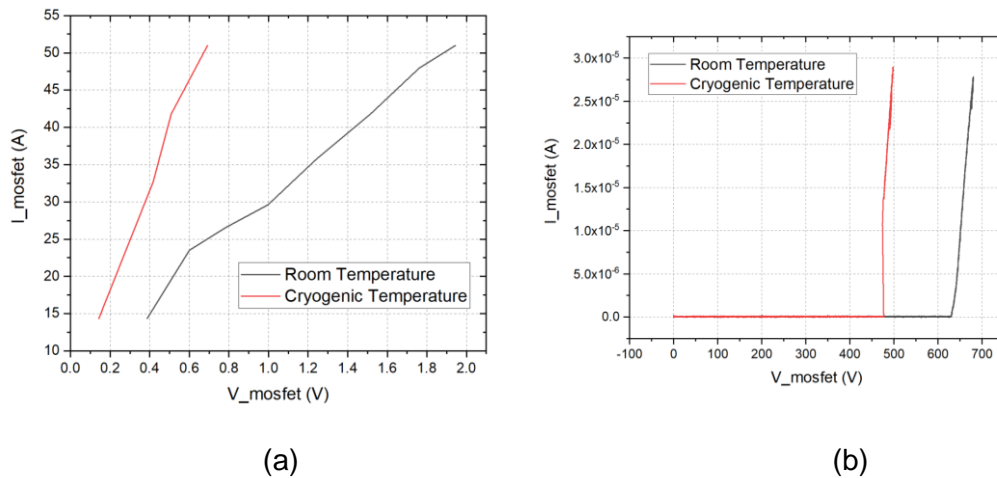 55
50
45
40
35
30
25
20
15
10
I_mosfet (A)
Room Temperature
Cryogenic Temperature
0.0 0.2 0.4 0.6 0.8 1.0 1.2 1.4 1.6 1.8 2.0
V_mosfet (V)
(a)
3.0x10-5
2.5x10-5
2.0x10-5
1.5x10-5
1.0x10-5
5.0x10-6
0.0
I_mosfet (A)
Room Temperature
Cryogenic Temperature
-100 0 100 200 300 400 500 600 700
V_mosfet (V)
(b)